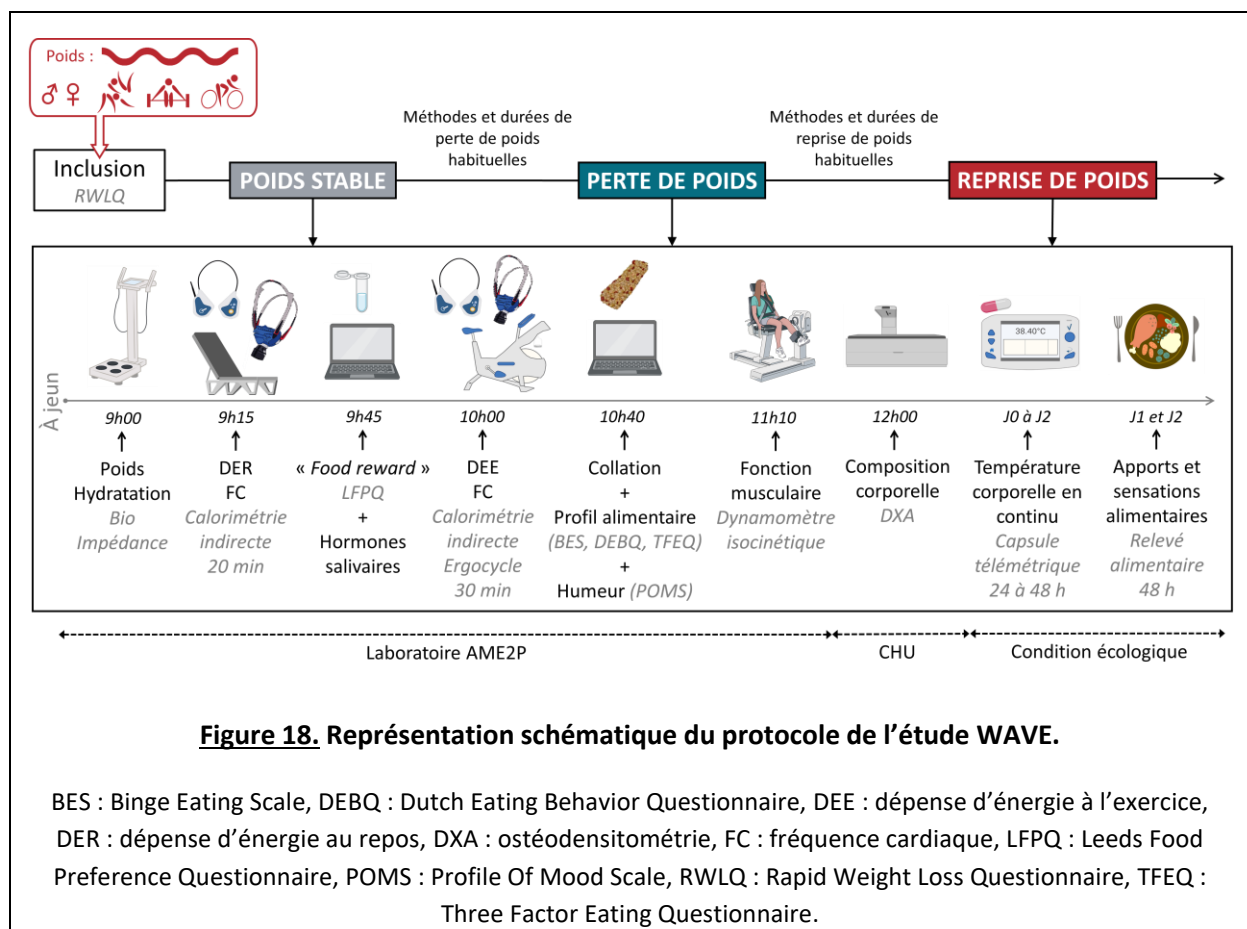 Poids :
Méthodes et durées de
perte de poids
habituelles
Méthodes et durées de
reprise de poids
habituelles
Inclusion
RWLQ
POIDS STABLE
PERTE DE POIDS
REPRISE DE POIDS
38.40°C
À jeun
9h00
Poids
Hydratation
Bio
Impédance
9h15
DER
FC
Calorimétrie
indirecte
20 min
9h45
« Food reward »
LFPQ
+
Hormones
salivaires
10h00
DEE
FC
Calorimétrie
indirecte
Ergocycle
30 min
10h40
Collation
+
Profil alimentaire
(BES, DEBQ, TFEQ)
+
Humeur (POMS)
11h10
Fonction
musculaire
Dynamomètre
isocinétique
12h00
Composition
corporelle
DXA
J0 à J2
Température
corporelle en
continu
Capsule
télémétrique
24 à 48 h
J1 et J2
Apports et
sensations
alimentaires
Relevé
alimentaire
48 h
Laboratoire AME2P
CHU
Condition écologique
Figure 18. Représentation schématique du protocole de l’étude WAVE.
BES : Binge Eating Scale, DEBQ : Dutch Eating Behavior Questionnaire, DEE : dépense d’énergie à l’exercice,
DER : dépense d’énergie au repos, DXA : ostéodensitométrie, FC : fréquence cardiaque, LFPQ : Leeds Food
Preference Questionnaire, POMS : Profile Of Mood Scale, RWLQ : Rapid Weight Loss Questionnaire, TFEQ :
Three Factor Eating Questionnaire.